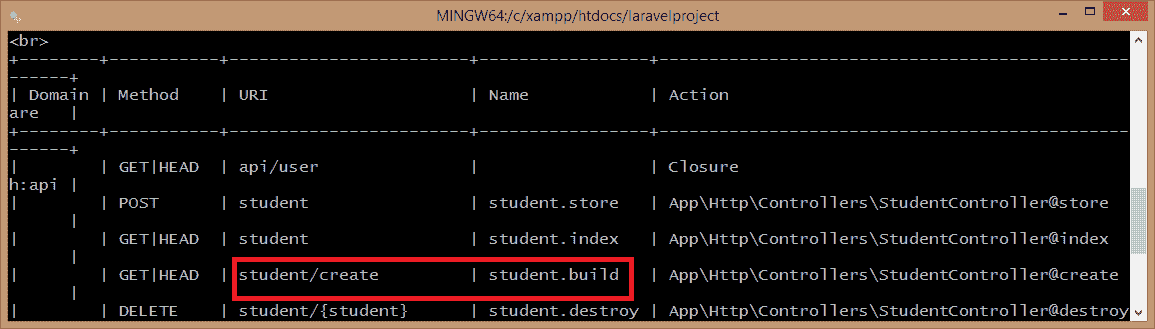 MINGW64:/c/xampp/htdocs/laravelproject
<br>
+--------+-----------+------------------------+----------------+-----------------------------------------------
------+
| Domain | Method    | URI                    | Name           | Action
are   |
+--------+-----------+------------------------+----------------+-----------------------------------------------
------+
|        | GET|HEAD  | api/user               |                | Closure
h:api |
|        | POST      | student                | student.store  | App\Http\Controllers\StudentController@store
      |
|        | GET|HEAD  | student                | student.index  | App\Http\Controllers\StudentController@index
      |
|        | GET|HEAD  | student/create         | student.build  | App\Http\Controllers\StudentController@create
      |
|        | DELETE    | student/{student}      | student.destroy | App\Http\Controllers\StudentController@destroy